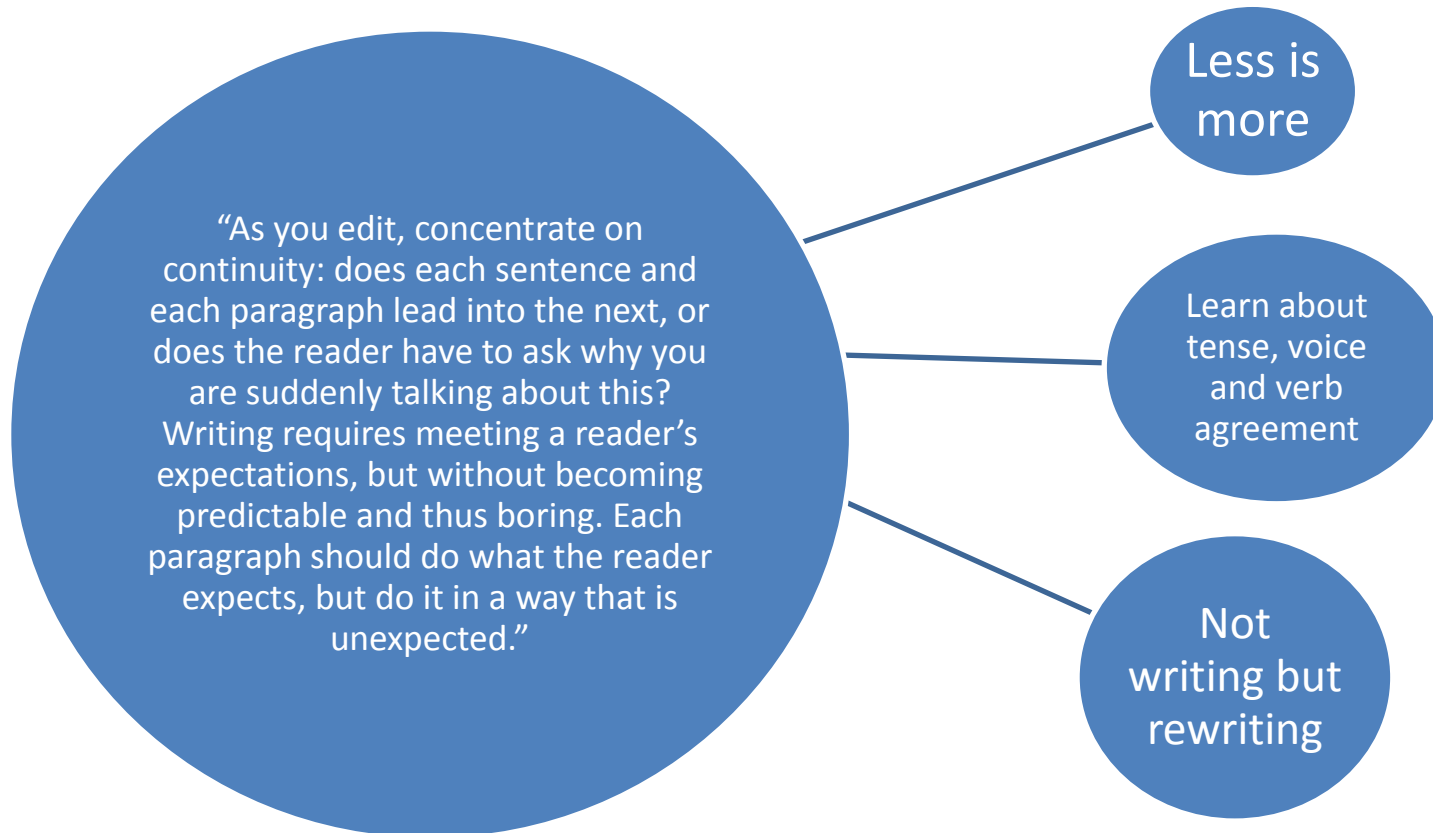 “As you edit, concentrate on
continuity: does each sentence and
each paragraph lead into the next, or
does the reader have to ask why you
are suddenly talking about this?
Writing requires meeting a reader’s
expectations, but without becoming
predictable and thus boring. Each
paragraph should do what the reader
expects, but do it in a way that is
unexpected.”
Less is
more
Learn about
tense, voice
and verb
agreement
Not
writing but
rewriting